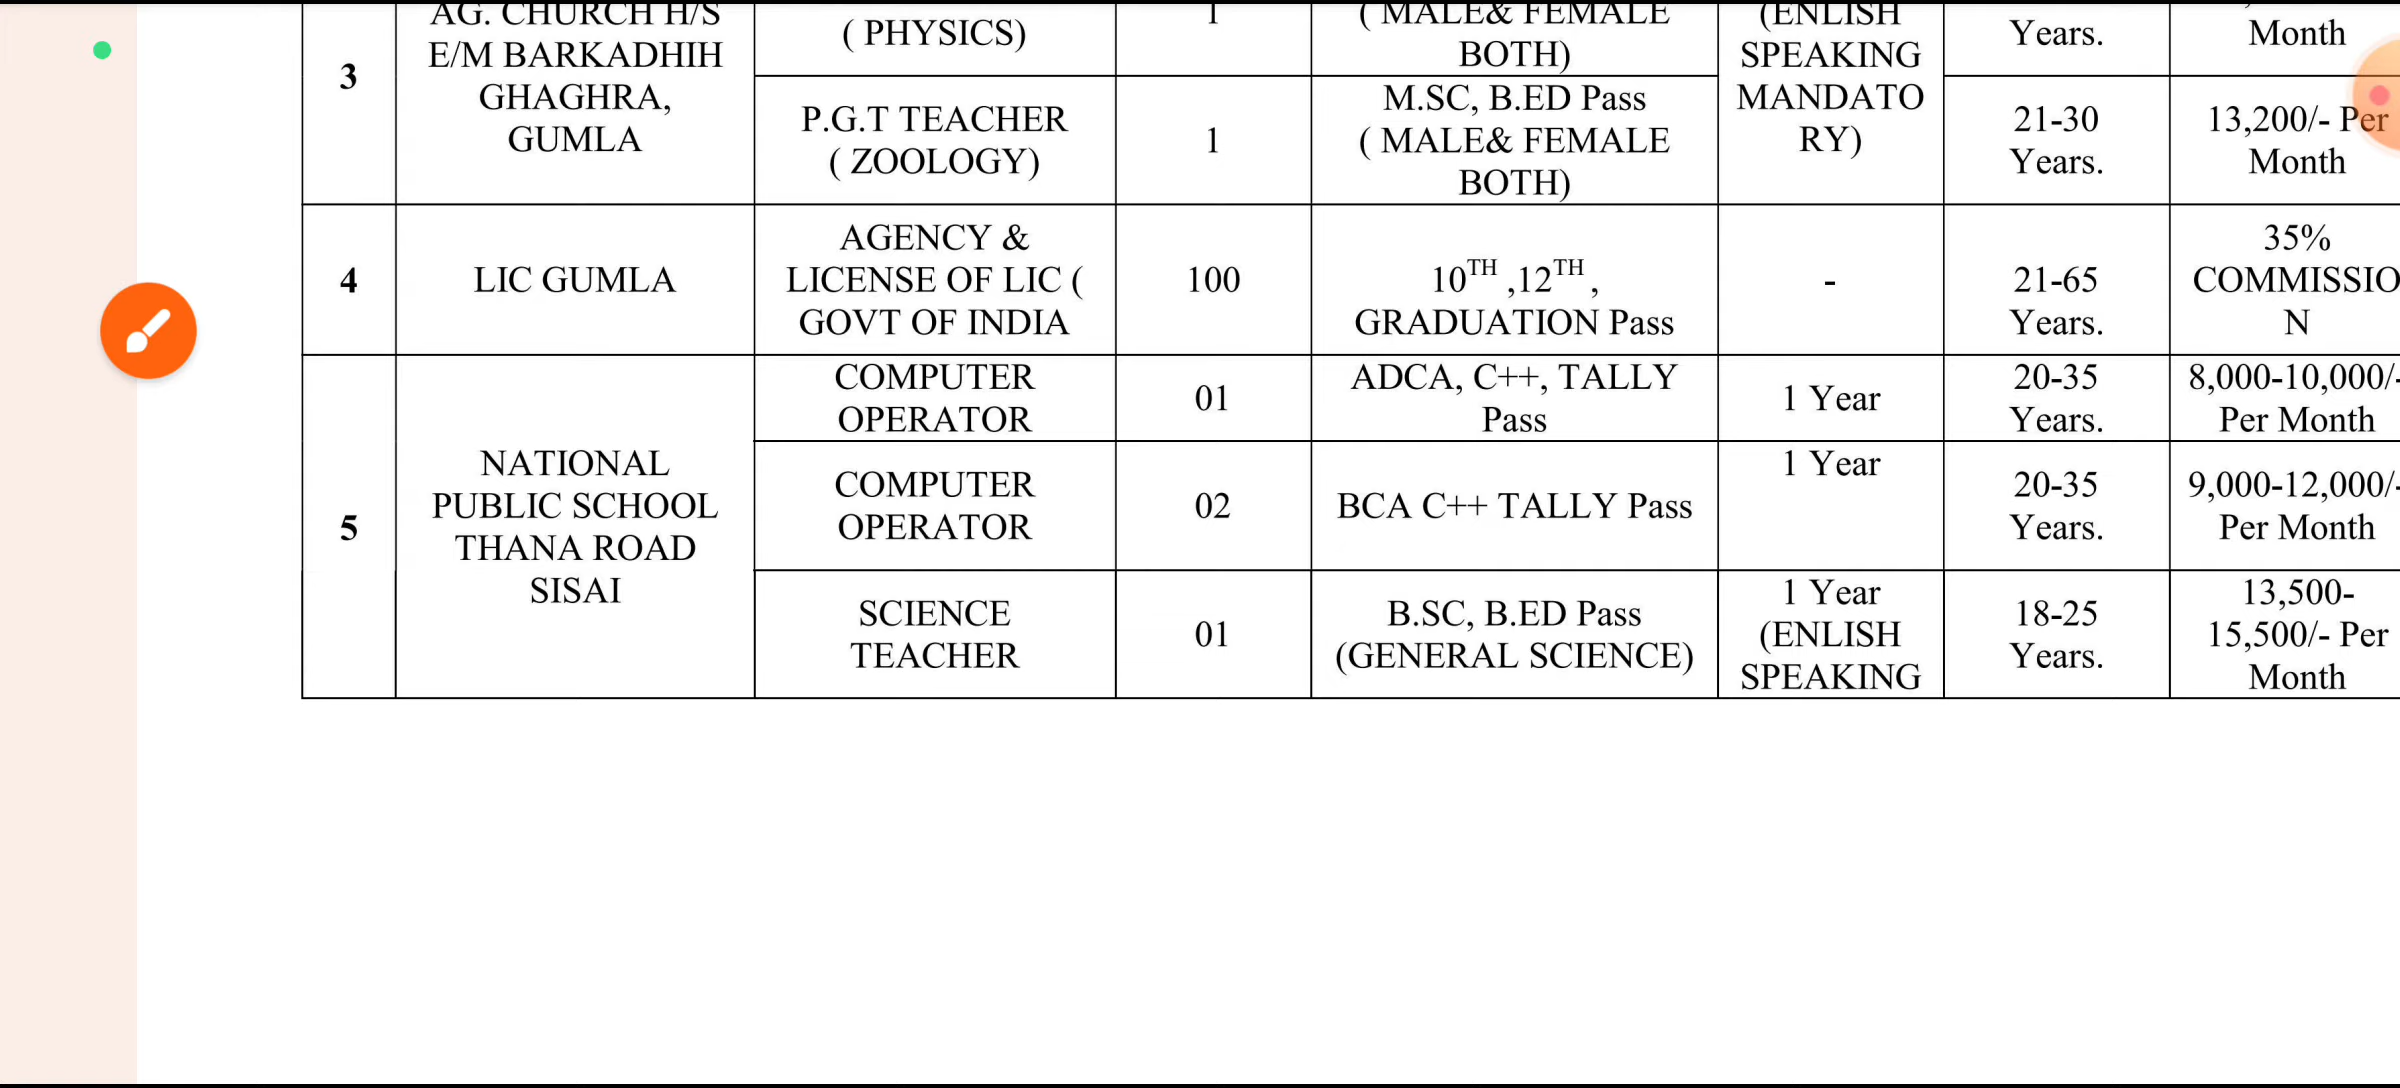 3
AG. CHURCH H/S
E/M BARKADHIH
GHAGHRA,
GUMLA
( PHYSICS)
1
( MALE& FEMALE
BOTH)
(ENLISH
SPEAKING
MANDATO
RY)
Years.
Month
P.G.T TEACHER
( ZOOLOGY)
1
M.SC, B.ED Pass
( MALE& FEMALE
BOTH)
21-30
Years.
13,200/- Per
Month
4
LIC GUMLA
AGENCY &
LICENSE OF LIC (
GOVT OF INDIA
100
10TH ,12TH ,
GRADUATION Pass
-
21-65
Years.
35%
COMMISSIO
N
5
NATIONAL
PUBLIC SCHOOL
THANA ROAD
SISAI
COMPUTER
OPERATOR
01
ADCA, C++, TALLY
Pass
1 Year
20-35
Years.
8,000-10,000/-
Per Month
COMPUTER
OPERATOR
02
BCA C++ TALLY Pass
1 Year
20-35
Years.
9,000-12,000/-
Per Month
SCIENCE
TEACHER
01
B.SC, B.ED Pass
(GENERAL SCIENCE)
1 Year
(ENLISH
SPEAKING
18-25
Years.
13,500-
15,500/- Per
Month